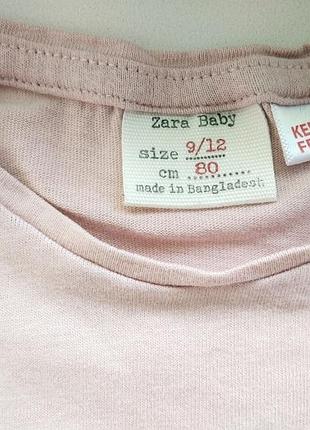 Zara Baby
size 9/12
cm 80
made in Bangladesh